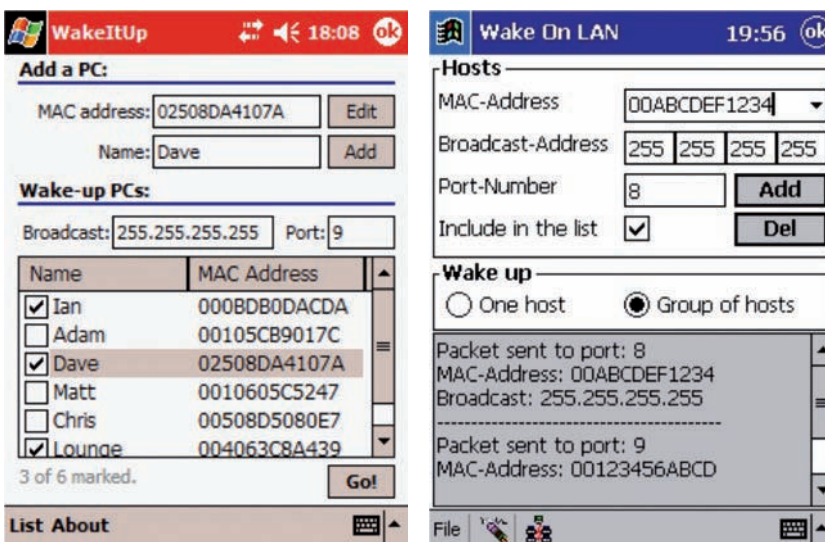 WakeItUp 18:08 ok
Add a PC:
MAC address: 02508DA4107A Edit
Name: Dave Add
Wake-up PCs:
Broadcast: 255.255.255.255 Port: 9
Name MAC Address
Ian 000BDB0DACDA
Adam 00105CB9017C
Dave 02508DA4107A
Matt 0010605C5247
Chris 00508D5080E7
Lounge 004063C8A439
3 of 6 marked. Go!
List About
Wake On LAN 19:56 ok
Hosts
MAC-Address 00ABCDEF1234
Broadcast-Address 255 255 255 255
Port-Number 8 Add
Include in the list Del
Wake up
One host Group of hosts
Packet sent to port: 8
MAC-Address: 00ABCDEF1234
Broadcast: 255.255.255.255
----------------------------------------
Packet sent to port: 9
MAC-Address: 00123456ABCD
File